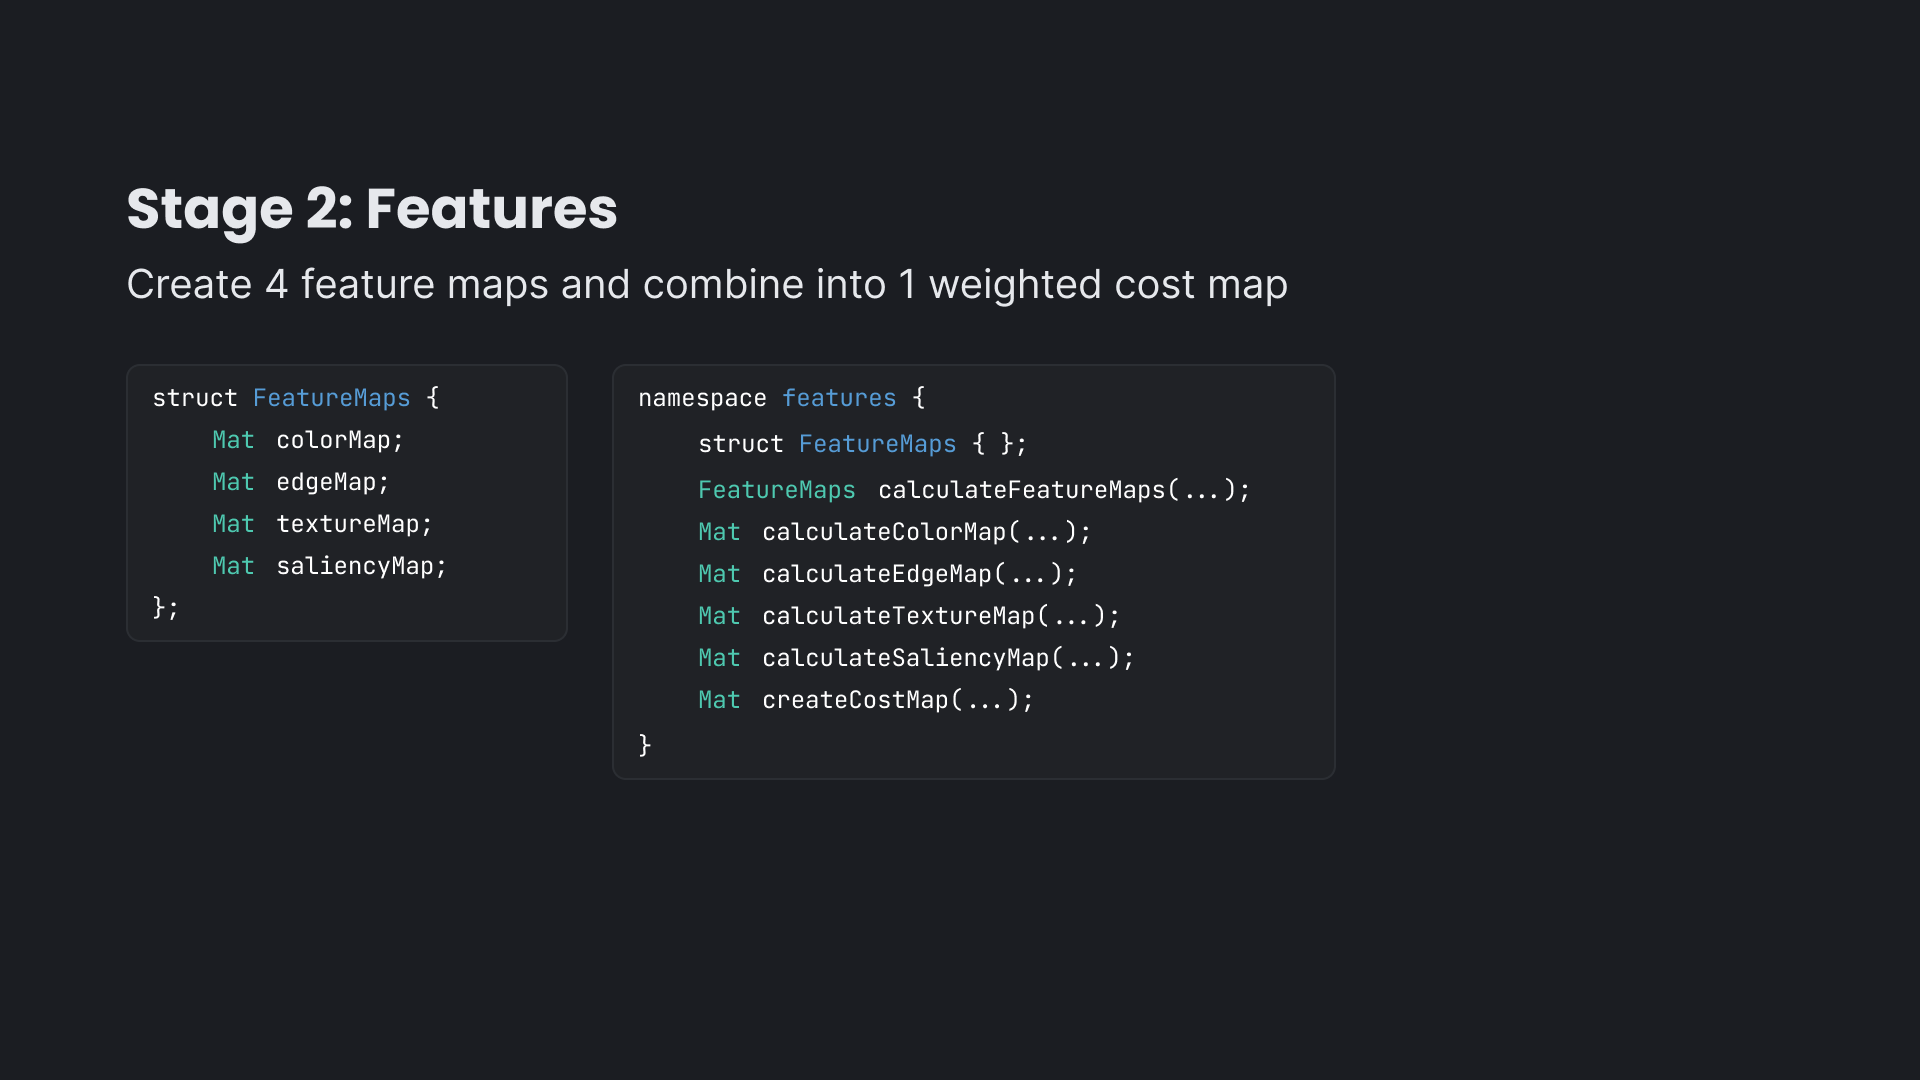 Stage 2: Features
Create 4 feature maps and combine into 1 weighted cost map
struct FeatureMaps {
Mat colorMap;
Mat edgeMap;
Mat textureMap;
Mat saliencyMap;
};
namespace features {
struct FeatureMaps { };
FeatureMaps calculateFeatureMaps(...);
Mat calculateColorMap(...);
Mat calculateEdgeMap(...);
Mat calculateTextureMap(...);
Mat calculateSaliencyMap(...);
Mat createCostMap(...);
}